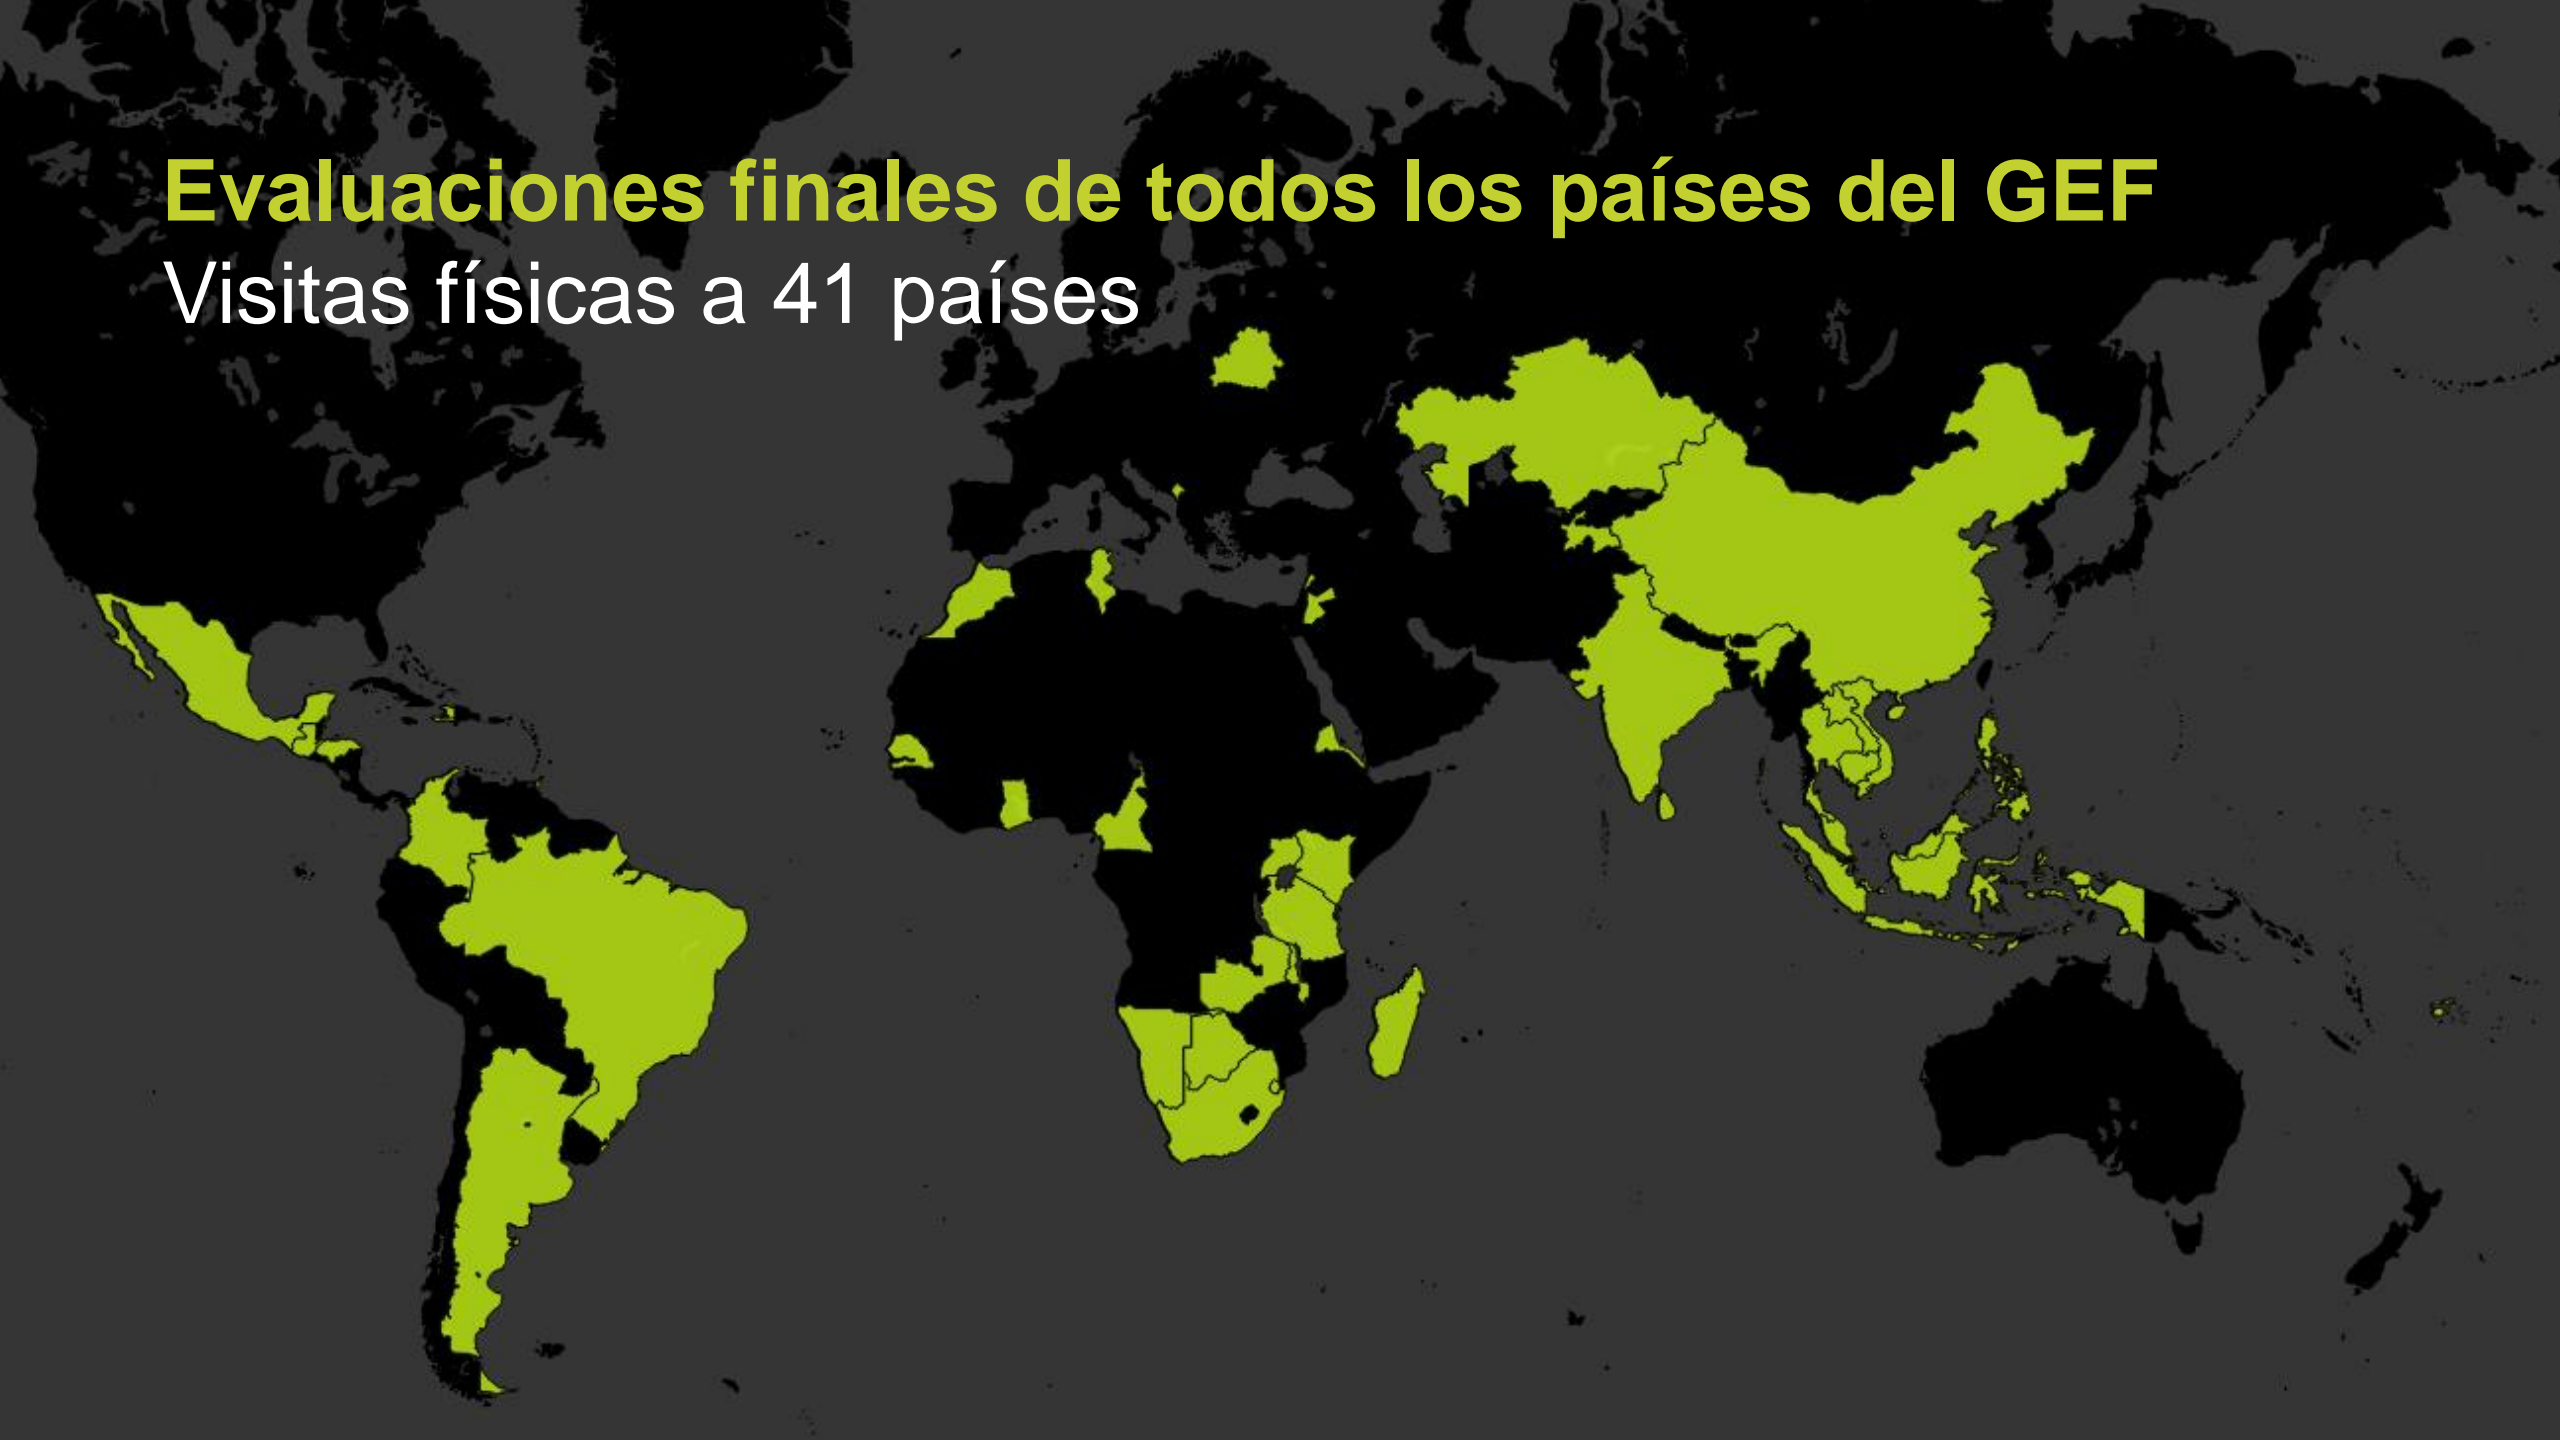 Evaluaciones finales de todos los países del GEF
Visitas físicas a 41 países